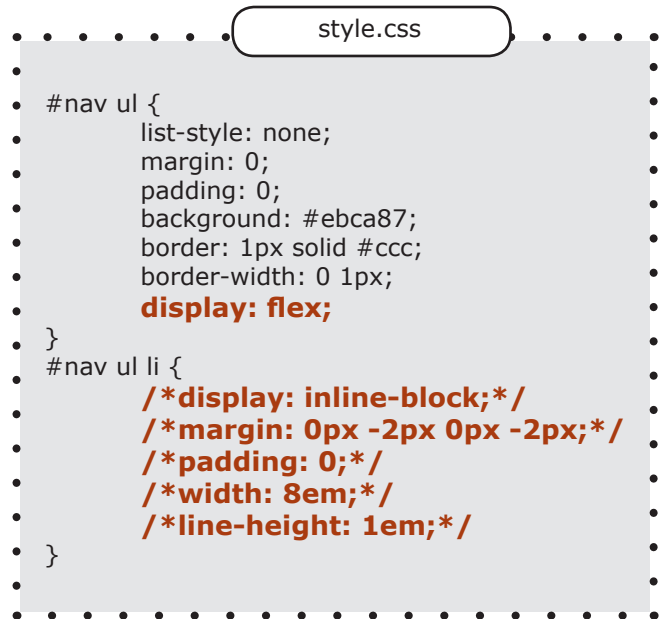 style.css
#nav ul {
list-style: none;
margin: 0;
padding: 0;
background: #ebca87;
border: 1px solid #ccc;
border-width: 0 1px;
display: flex;
}
#nav ul li {
/*display: inline-block;*/
/*margin: 0px -2px 0px -2px;*/
/*padding: 0;*/
/*width: 8em;*/
/*line-height: 1em;*/
}